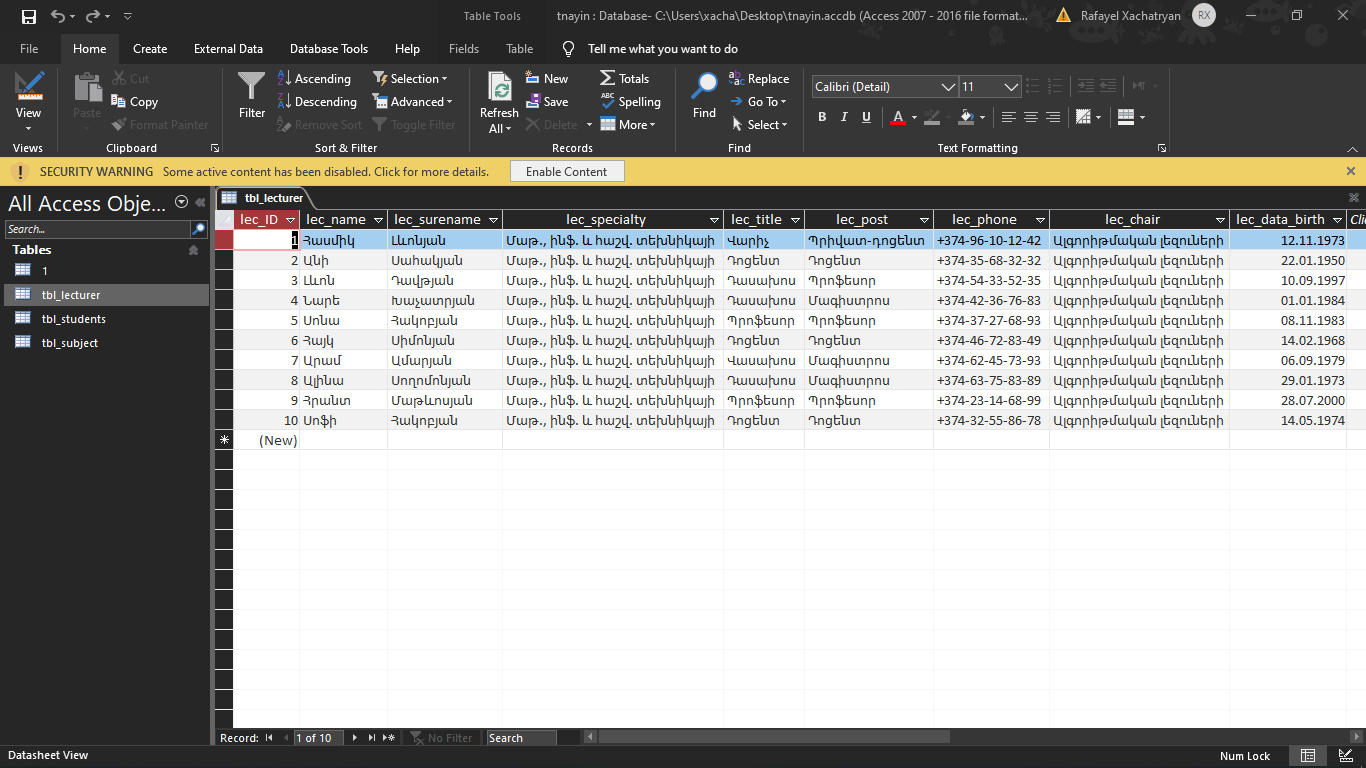 Table Tools
tnayin : Database- C:\Users\xacha\Desktop\tnayin.accdb (Access 2007 - 2016 file format...
Rafayel Xachatryan RX
File Home Create External Data Database Tools Help Fields Table Tell me what you want to do
View
Views
Paste
Cut
Copy
Format Painter
Clipboard
Filter
Ascending
Descending
Remove Sort
Selection
Advanced
Toggle Filter
Sort & Filter
Refresh
All
New
Save
Delete
Totals
Spelling
More
Records
Find
Replace
Go To
Select
Find
Calibri (Detail) 11
B I U A
Text Formatting
SECURITY WARNING Some active content has been disabled. Click for more details. Enable Content
All Access Obje...
Search...
Tables
1
tbl_lecturer
tbl_students
tbl_subject
tbl_lecturer
lec_ID lec_name lec_surename lec_specialty lec_title lec_post lec_phone lec_chair lec_data_birth Clic
1 Հասմիկ Լևոնյան Մաթ., ինֆ. և հաշվ. տեխնիկայի Վարիչ Պրիվատ-դոցենտ +374-96-10-12-42 Ալգորիթմական լեզուների 12.11.1973
2 Անի Սահակյան Մաթ., ինֆ. և հաշվ. տեխնիկայի Դոցենտ Դոցենտ +374-35-68-32-32 Ալգորիթմական լեզուների 22.01.1950
3 Լևոն Դավթյան Մաթ., ինֆ. և հաշվ. տեխնիկայի Դասախոս Պրոֆեսոր +374-54-33-52-35 Ալգորիթմական լեզուների 10.09.1997
4 Նարե Խաչատրյան Մաթ., ինֆ. և հաշվ. տեխնիկայի Դասախոս Մագիստրոս +374-42-36-76-83 Ալգորիթմական լեզուների 01.01.1984
5 Սոնա Հակոբյան Մաթ., ինֆ. և հաշվ. տեխնիկայի Պրոֆեսոր Պրոֆեսոր +374-37-27-68-93 Ալգորիթմական լեզուների 08.11.1983
6 Հայկ Սիմոնյան Մաթ., ինֆ. և հաշվ. տեխնիկայի Դոցենտ Դոցենտ +374-46-72-83-49 Ալգորիթմական լեզուների 14.02.1968
7 Արամ Ամարյան Մաթ., ինֆ. և հաշվ. տեխնիկայի Վասախոս Մագիստրոս +374-62-45-73-93 Ալգորիթմական լեզուների 06.09.1979
8 Ալինա Սողոմոնյան Մաթ., ինֆ. և հաշվ. տեխնիկայի Դասախոս Մագիստրոս +374-63-75-83-89 Ալգորիթմական լեզուների 29.01.1973
9 Հրանտ Մաթևոսյան Մաթ., ինֆ. և հաշվ. տեխնիկայի Պրոֆեսոր Պրոֆեսոր +374-23-14-68-99 Ալգորիթմական լեզուների 28.07.2000
10 Սոֆի Հակոբյան Մաթ., ինֆ. և հաշվ. տեխնիկայի Դոցենտ Դոցենտ +374-32-55-86-78 Ալգորիթմական լեզուների 14.05.1974
(New)
Record: 1 of 10 No Filter Search
Datasheet View Num Lock